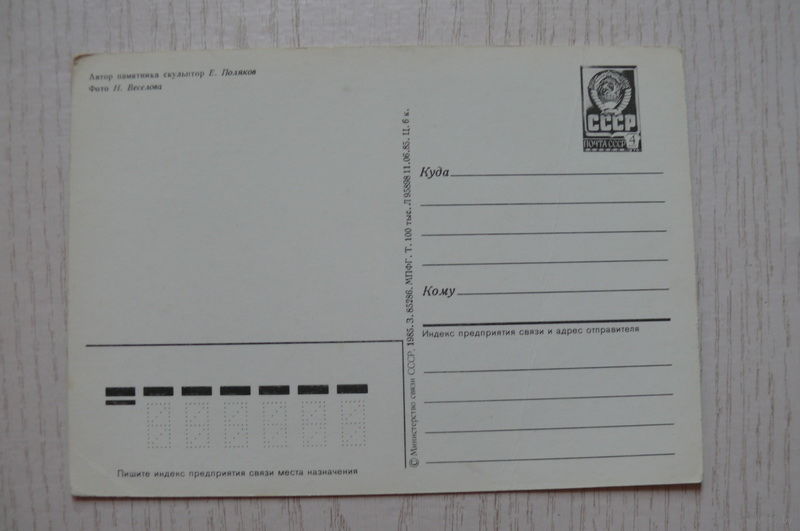 Автор памятника скульптор Е. Поляков
Фото И. Веселова
СССР
ПОЧТА СССР 4
Куда
Кому
Индекс предприятия связи и адрес отправителя
© Министерство связи СССР. 1985. З. 85286. МПФГ. Т. 100 тыс. Л 95898 11.06.85. Ц. 6 к.
Пишите индекс предприятия связи места назначения